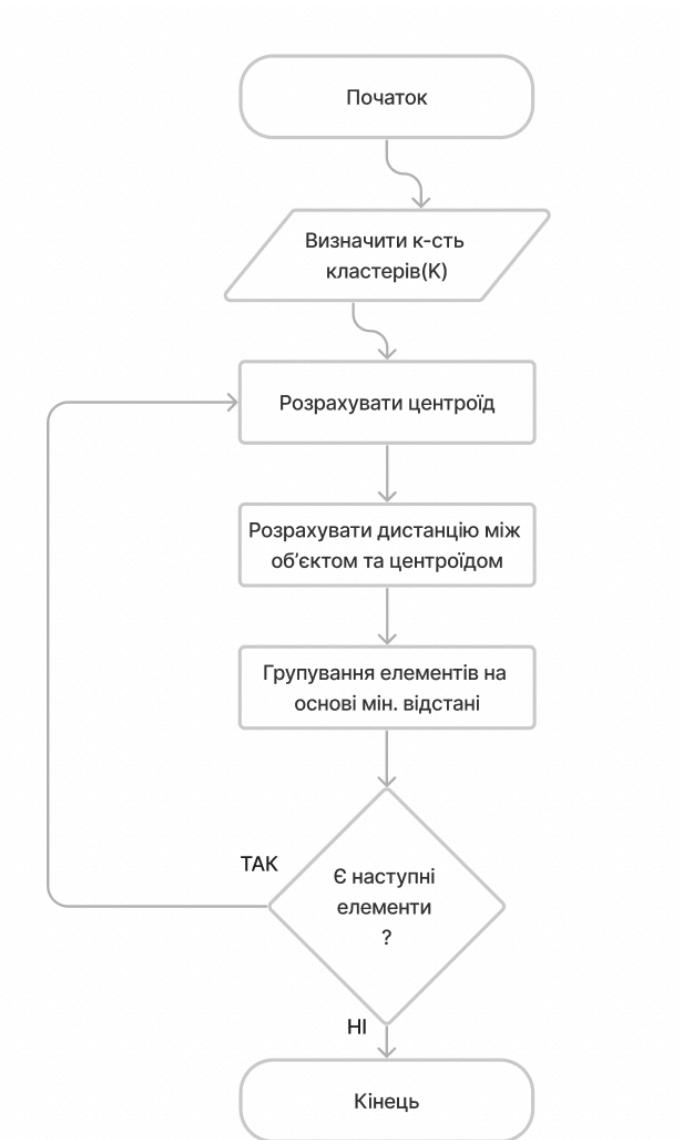 Початок
Визначити к-сть
кластерів(K)
Розрахувати центроїд
Розрахувати дистанцію між
об’єктом та центроїдом
Групування елементів на
основі мін. відстані
ТАК
Є наступні
елементи
?
НІ
Кінець